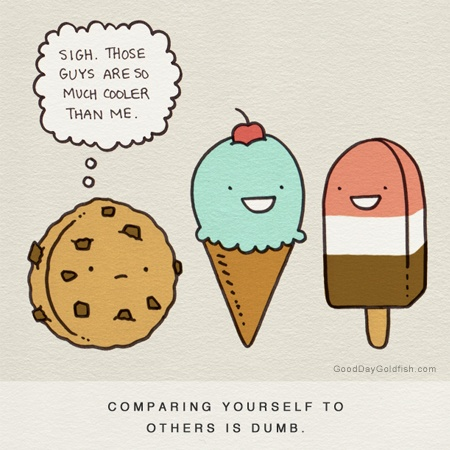 SIGH. THOSE
GUYS ARE SO
MUCH COOLER
THAN ME.
GoodDayGoldfish.com
COMPARING YOURSELF TO
OTHERS IS DUMB.